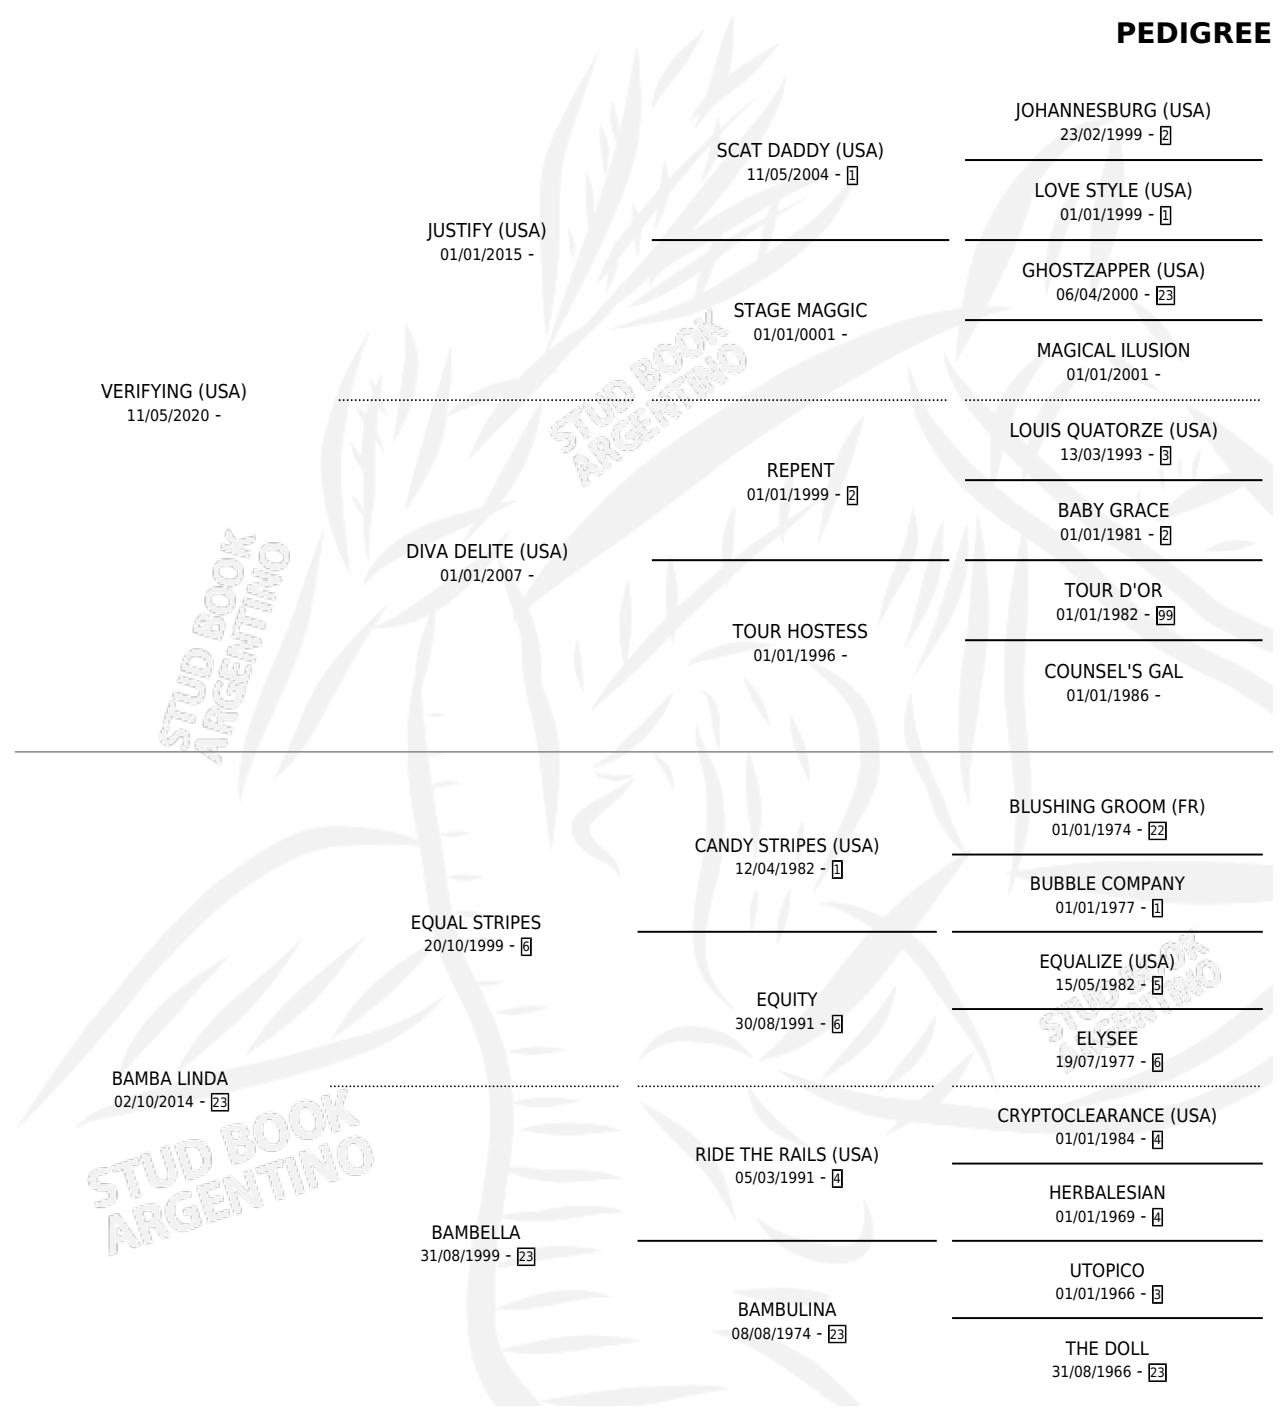 PEDIGREE
JOHANNESBURG (USA)
23/02/1999 - 2
SCAT DADDY (USA)
11/05/2004 - 1
LOVE STYLE (USA)
01/01/1999 - 1
JUSTIFY (USA)
01/01/2015 -
GHOSTZAPPER (USA)
06/04/2000 - 23
STAGE MAGGIC
01/01/0001 -
MAGICAL ILUSION
01/01/2001 -
VERIFYING (USA)
11/05/2020 -
STUD BOOK
ARGENTINO
LOUIS QUATORZE (USA)
13/03/1993 - 3
REPENT
01/01/1999 - 2
BABY GRACE
01/01/1981 - 2
DIVA DELITE (USA)
01/01/2007 -
TOUR D'OR
01/01/1982 - 99
TOUR HOSTESS
01/01/1996 -
COUNSEL'S GAL
01/01/1986 -
STUD BOOK
ARGENTINO
BLUSHING GROOM (FR)
01/01/1974 - 22
CANDY STRIPES (USA)
12/04/1982 - 1
BUBBLE COMPANY
01/01/1977 - 1
EQUAL STRIPES
20/10/1999 - 6
EQUALIZE (USA)
15/05/1982 - 5
EQUITY
30/08/1991 - 6
ELYSEE
19/07/1977 - 6
STUD BOOK
ARGENTINO
BAMBA LINDA
02/10/2014 - 23
CRYPTOCLEARANCE (USA)
01/01/1984 - 4
RIDE THE RAILS (USA)
05/03/1991 - 4
HERBALESIAN
01/01/1969 - 4
STUD BOOK
ARGENTINO
BAMBELLA
31/08/1999 - 23
UTOPICO
01/01/1966 - 3
BAMBULINA
08/08/1974 - 23
THE DOLL
31/08/1966 - 23